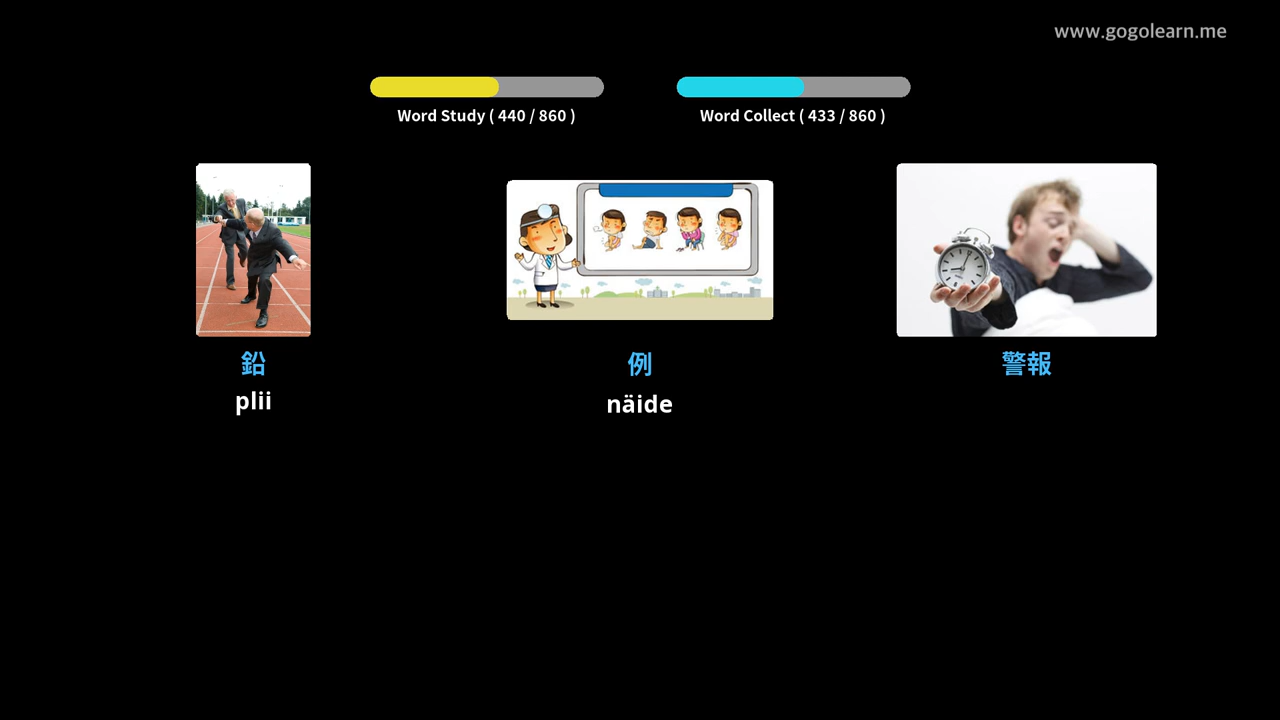 www.gogolearn.me
Word Study ( 440 / 860 )
Word Collect ( 433 / 860 )
鉛
plii
例
näide
警報